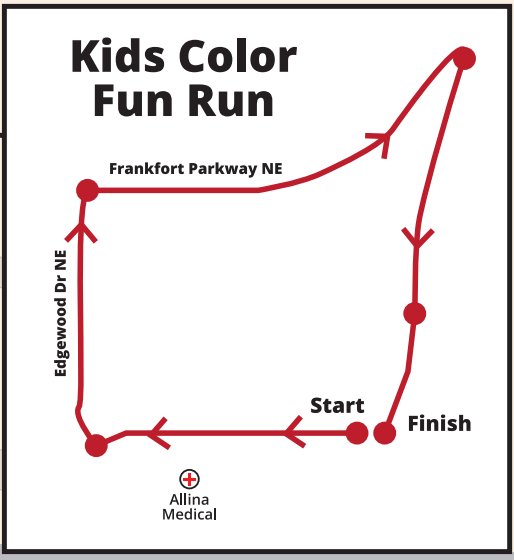 Kids Color
Fun Run
Frankfort Parkway NE
Edgewood Dr NE
Start
Finish
Allina
Medical